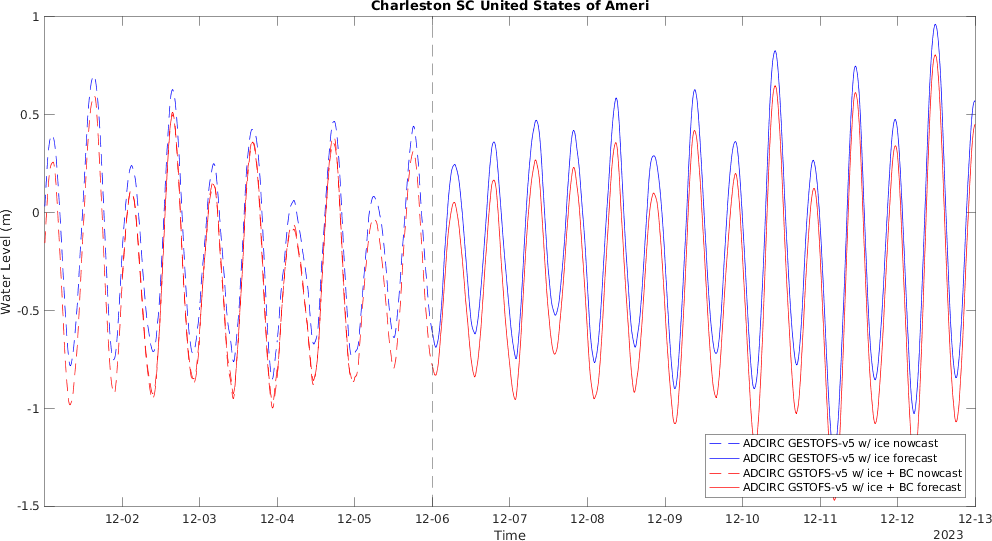 Charleston SC United States of Ameri
1
0.5
0
-0.5
-1
-1.5
Water Level (m)
ADCIRC GESTOFS-v5 w/ ice nowcast
ADCIRC GESTOFS-v5 w/ ice forecast
ADCIRC GSTOFS-v5 w/ ice + BC nowcast
ADCIRC GSTOFS-v5 w/ ice + BC forecast
12-02 12-03 12-04 12-05 12-06 12-07 12-08 12-09 12-10 12-11 12-12 12-13
Time
2023